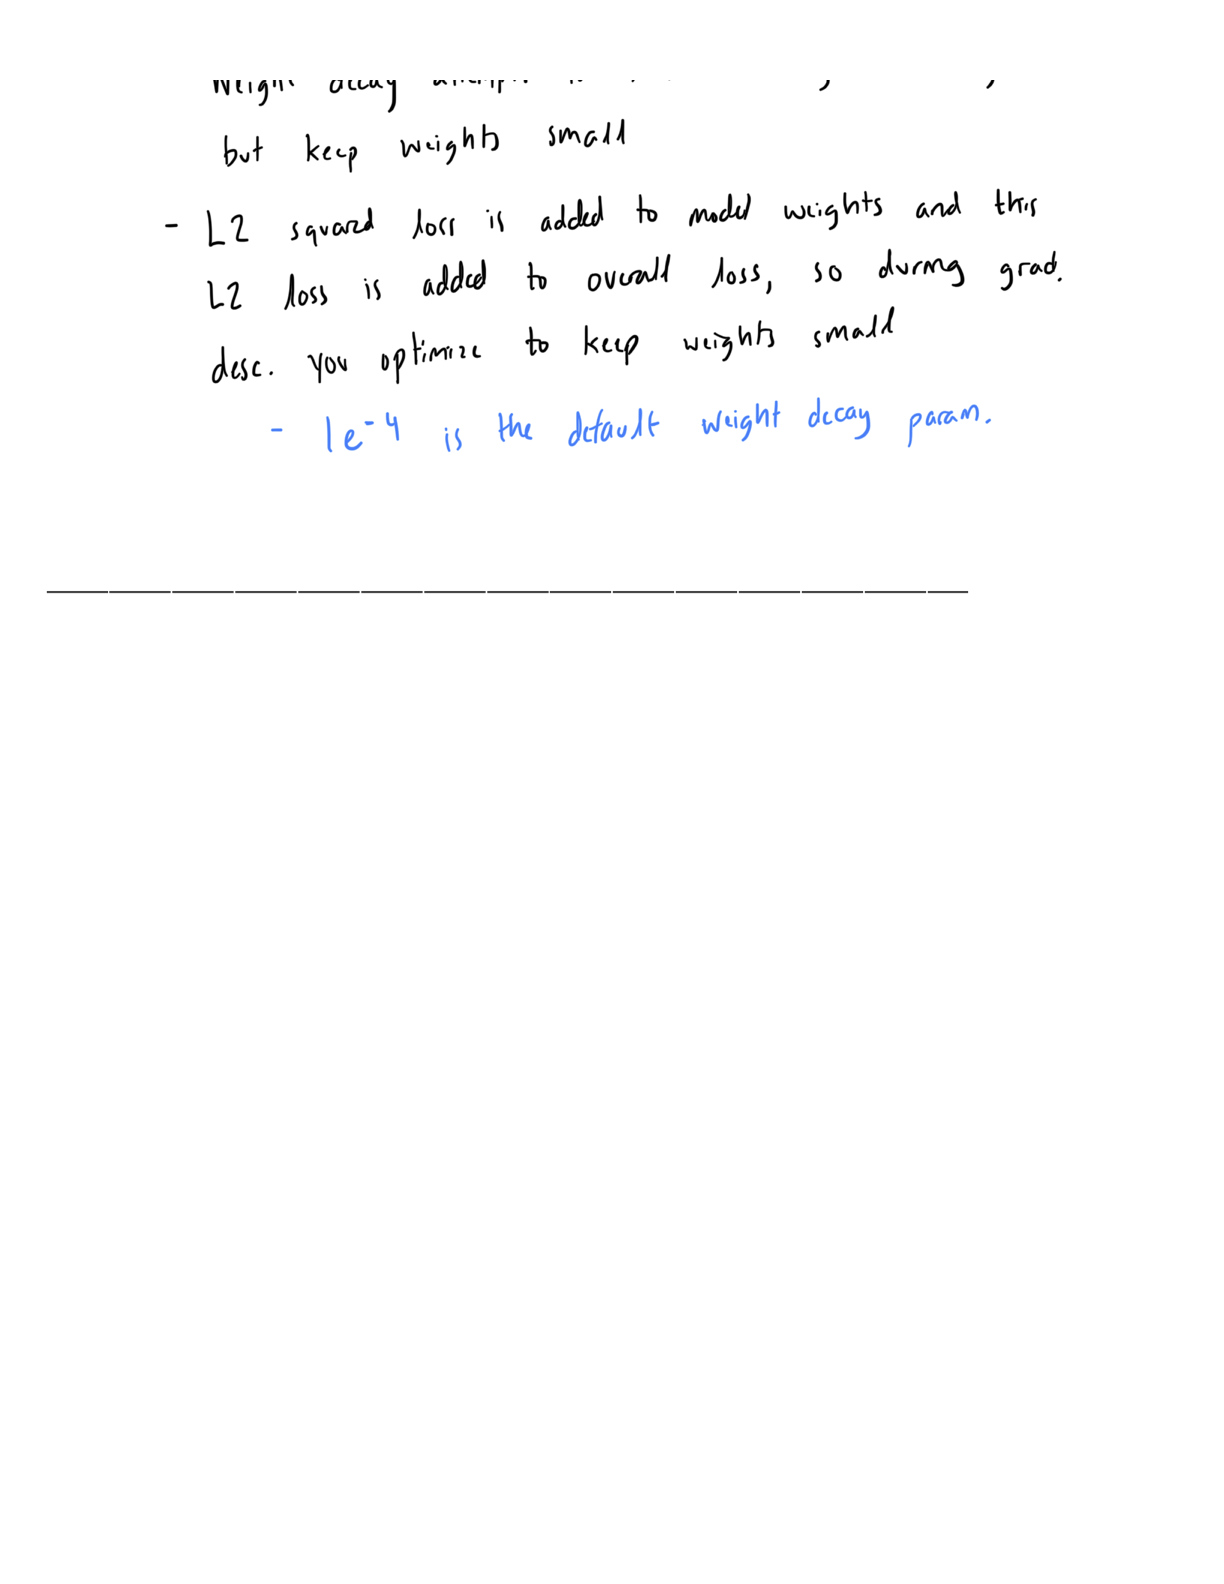 Weight decay
but keep weights small
- L2 squared loss is added to model weights and this
L2 loss is added to overall loss, so during grad.
desc. you optimize to keep weights small
- 1e-4 is the default weight decay param.